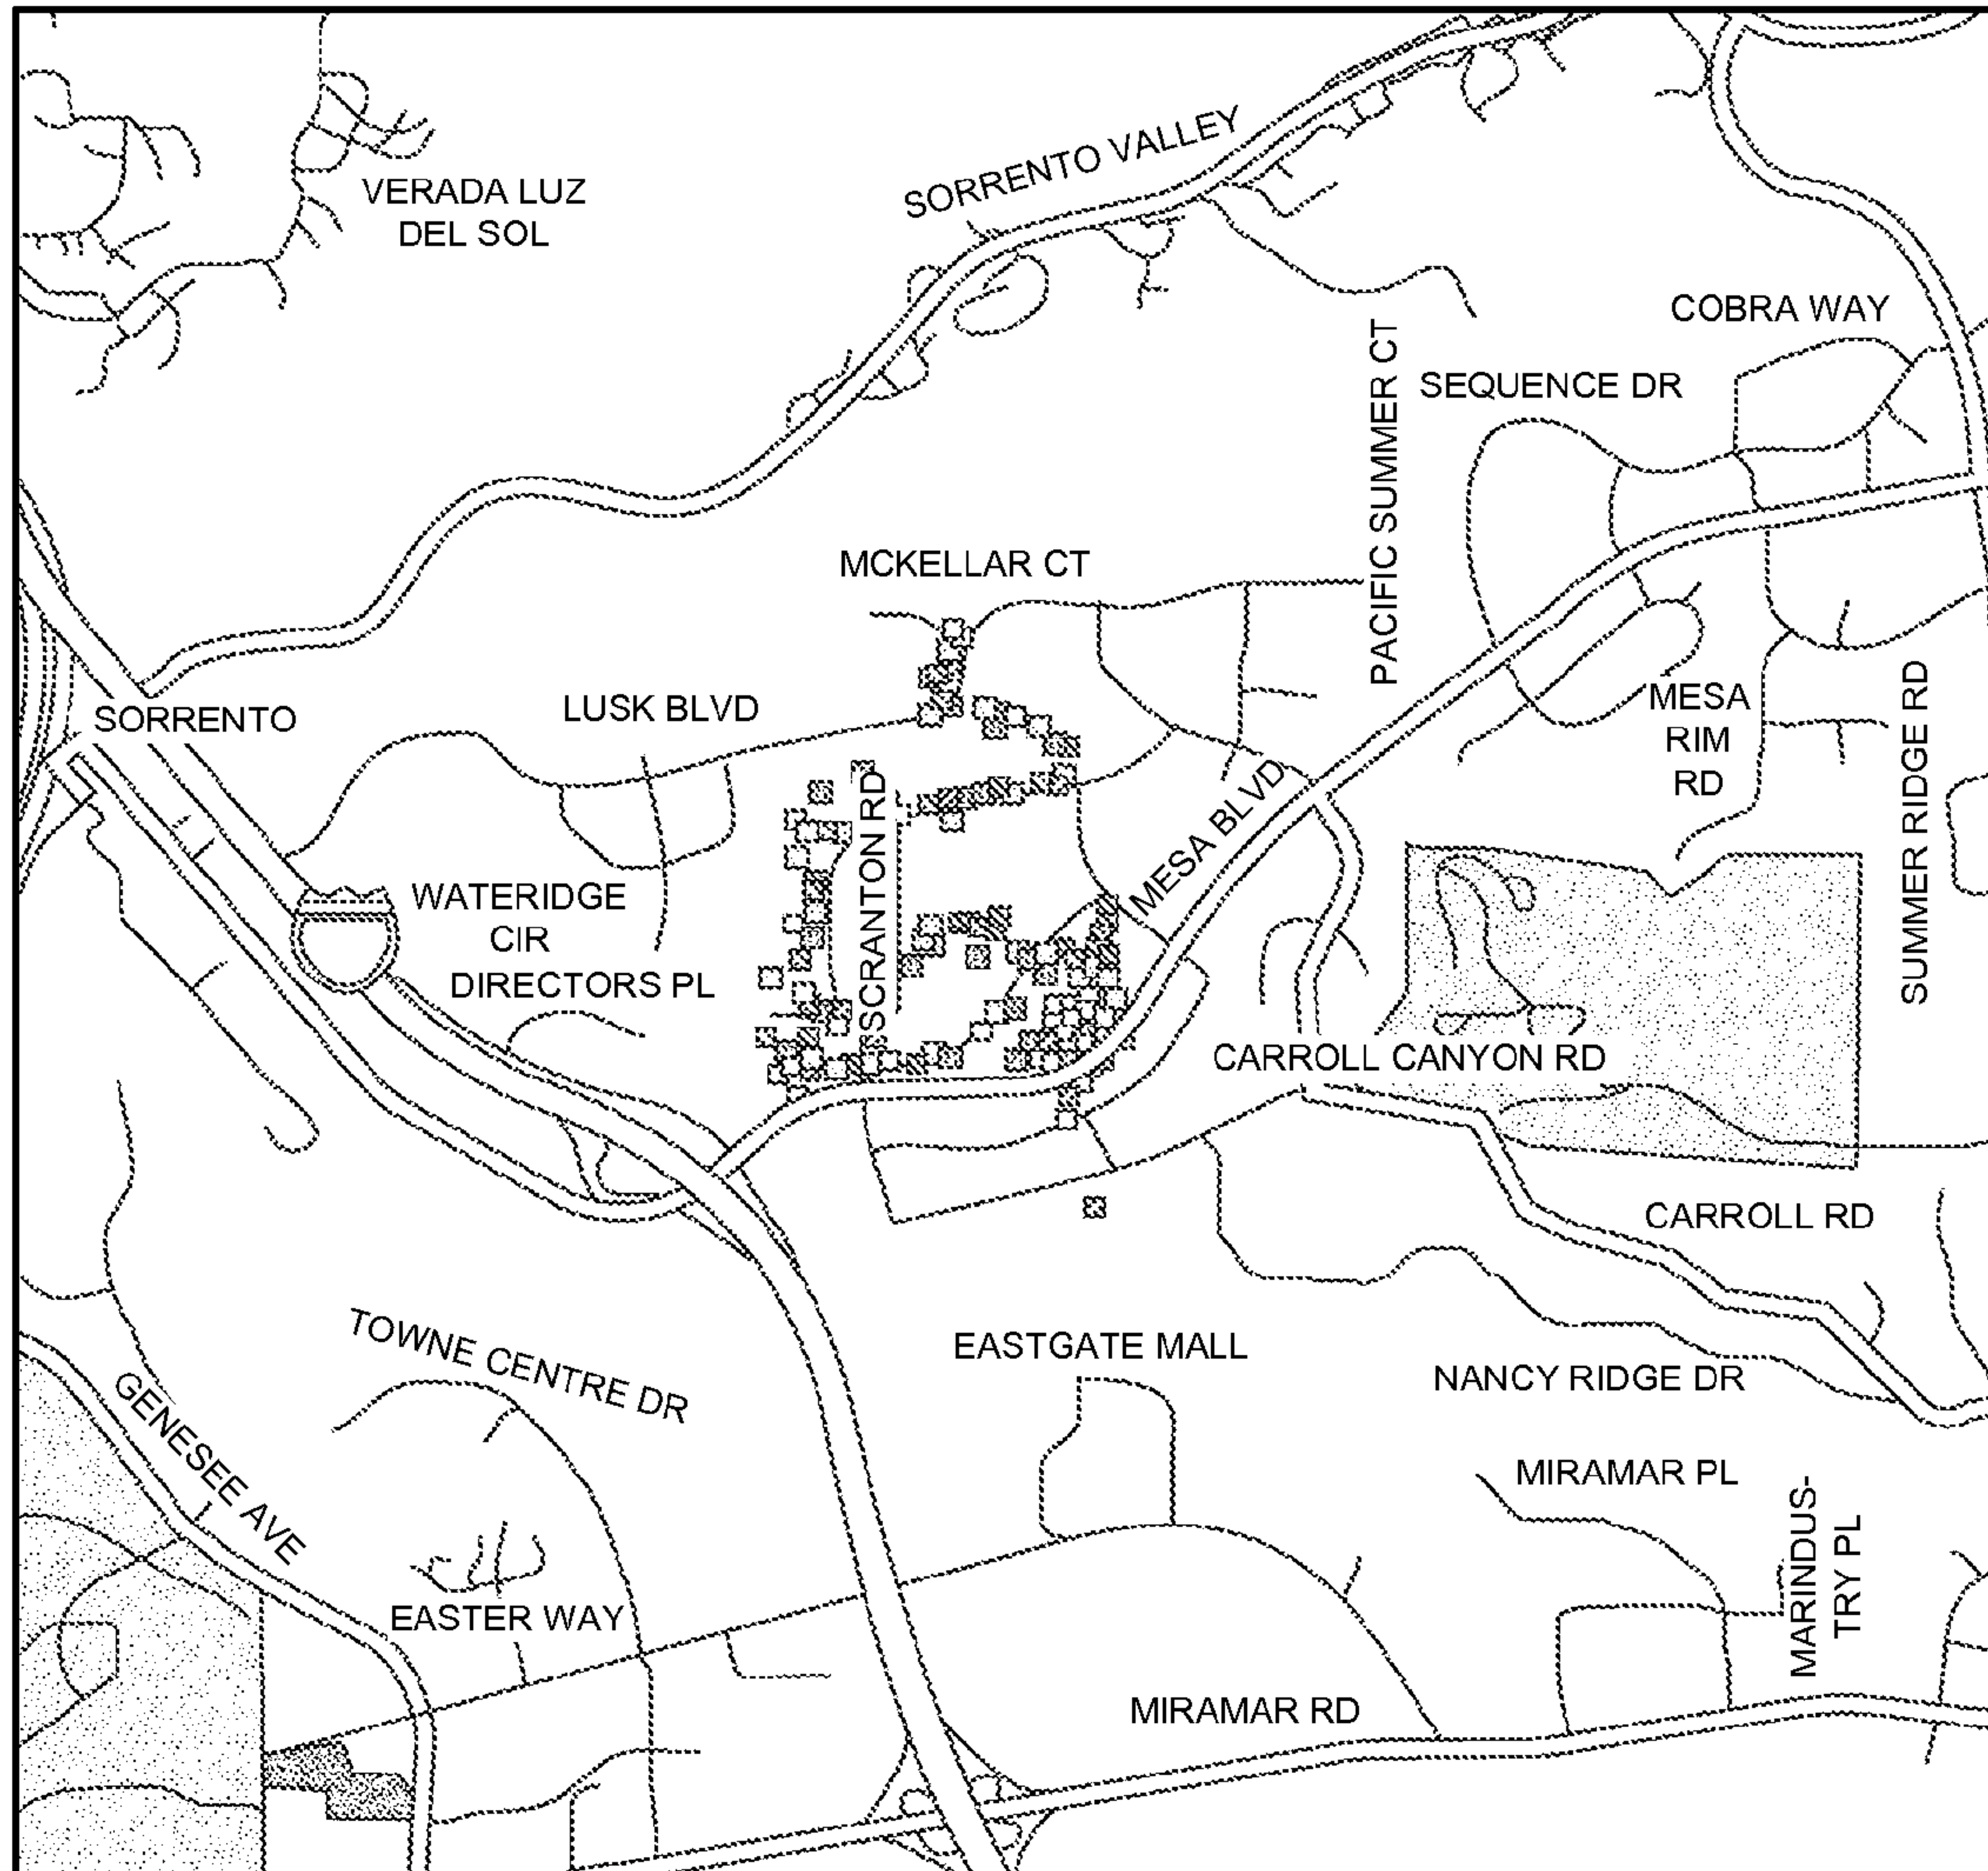 SORRENTO VALLEY
VERADA LUZ
DEL SOL
COBRA WAY
PACIFIC SUMMER CT
SEQUENCE DR
MCKELLAR CT
SORRENTO
LUSK BLVD
MESA
RIM
RD
SUMMER RIDGE RD
MESA BLVD
SCRANTON RD
WATERIDGE
CIR
DIRECTORS PL
CARROLL CANYON RD
CARROLL RD
TOWNE CENTRE DR
EASTGATE MALL
NANCY RIDGE DR
GENESEE AVE
MIRAMAR PL
MARINDUS-
TRY PL
EASTER WAY
MIRAMAR RD